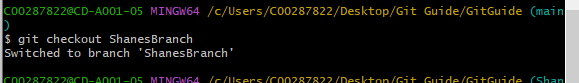 C00287822@CD-A001-05 MINGW64 /c/Users/C00287822/Desktop/Git Guide/GitGuide (main
)
$ git checkout ShanesBranch
Switched to branch 'ShanesBranch'
C00287822@CD-A001-05 MINGW64 /c/Users/C00287822/Desktop/Git Guide/GitGuide (Shan